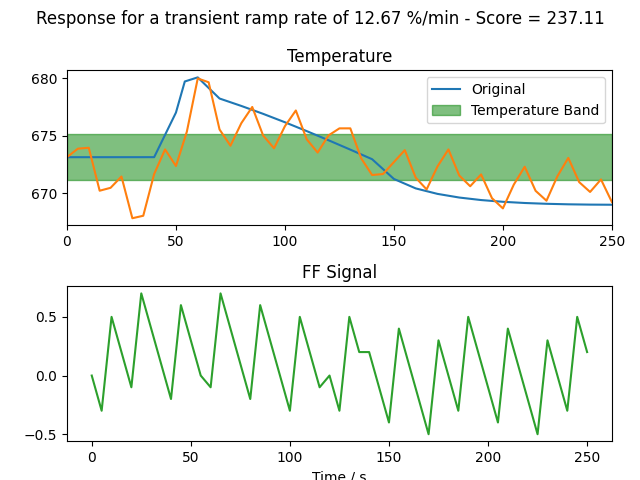 Response for a transient ramp rate of 12.67 %/min - Score = 237.11
Temperature
680
675
670
Original
Temperature Band
0 50 100 150 200 250
FF Signal
0.5
0.0
−0.5
0 50 100 150 200 250
Time / s